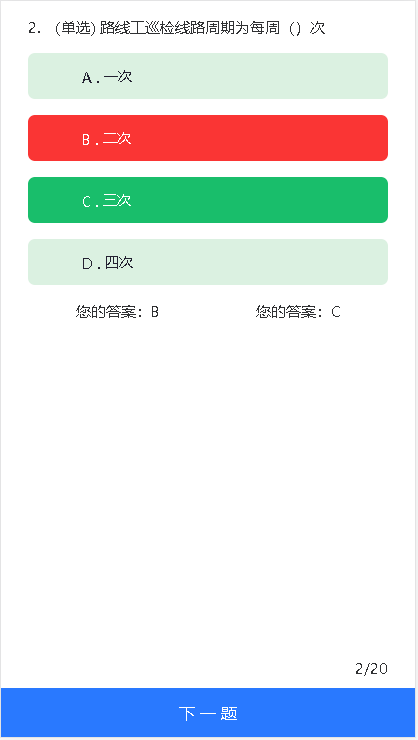 2. (单选) 路线工巡检线路周期为每周（）次
A . 一次
B . 二次
C . 三次
D . 四次
您的答案：B 您的答案：C
2/20
下一题